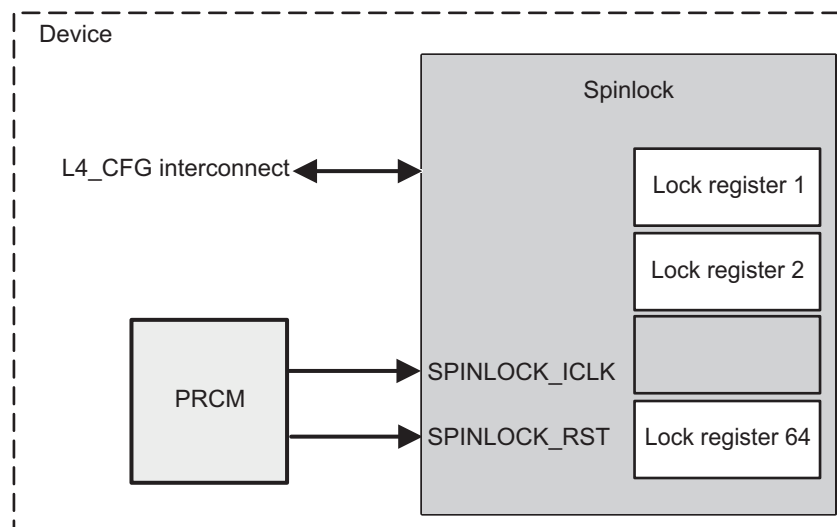 Device
Spinlock
L4_CFG interconnect
Lock register 1
Lock register 2
PRCM
SPINLOCK_ICLK
SPINLOCK_RST
Lock register 64